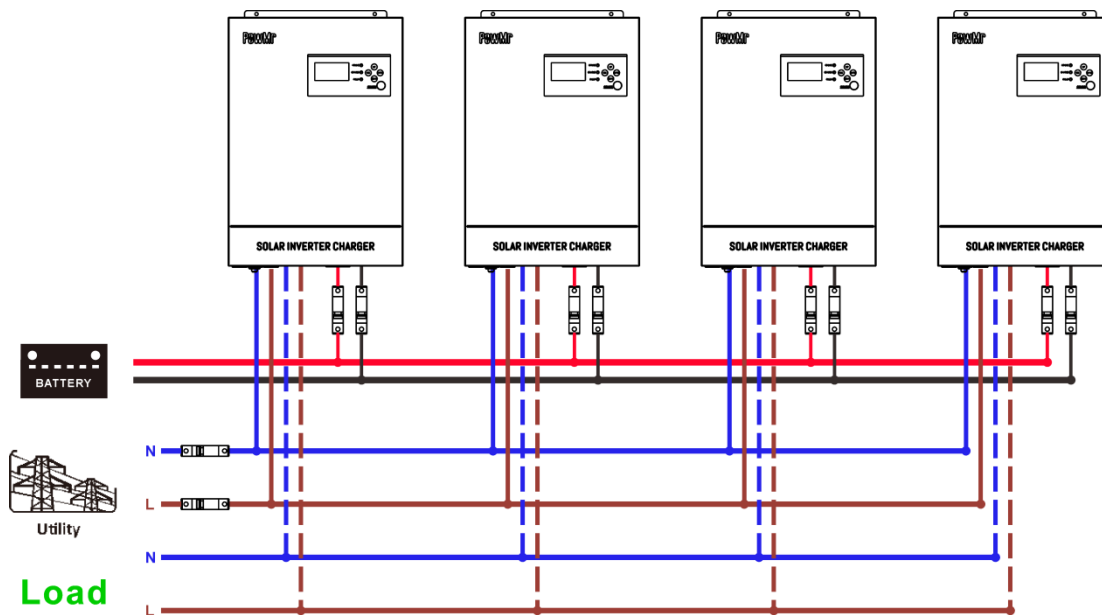 PowMr
PowMr
PowMr
PowMr
SOLAR INVERTER CHARGER
SOLAR INVERTER CHARGER
SOLAR INVERTER CHARGER
SOLAR INVERTER CHARGER
BATTERY
N
L
Utility
N
Load
L